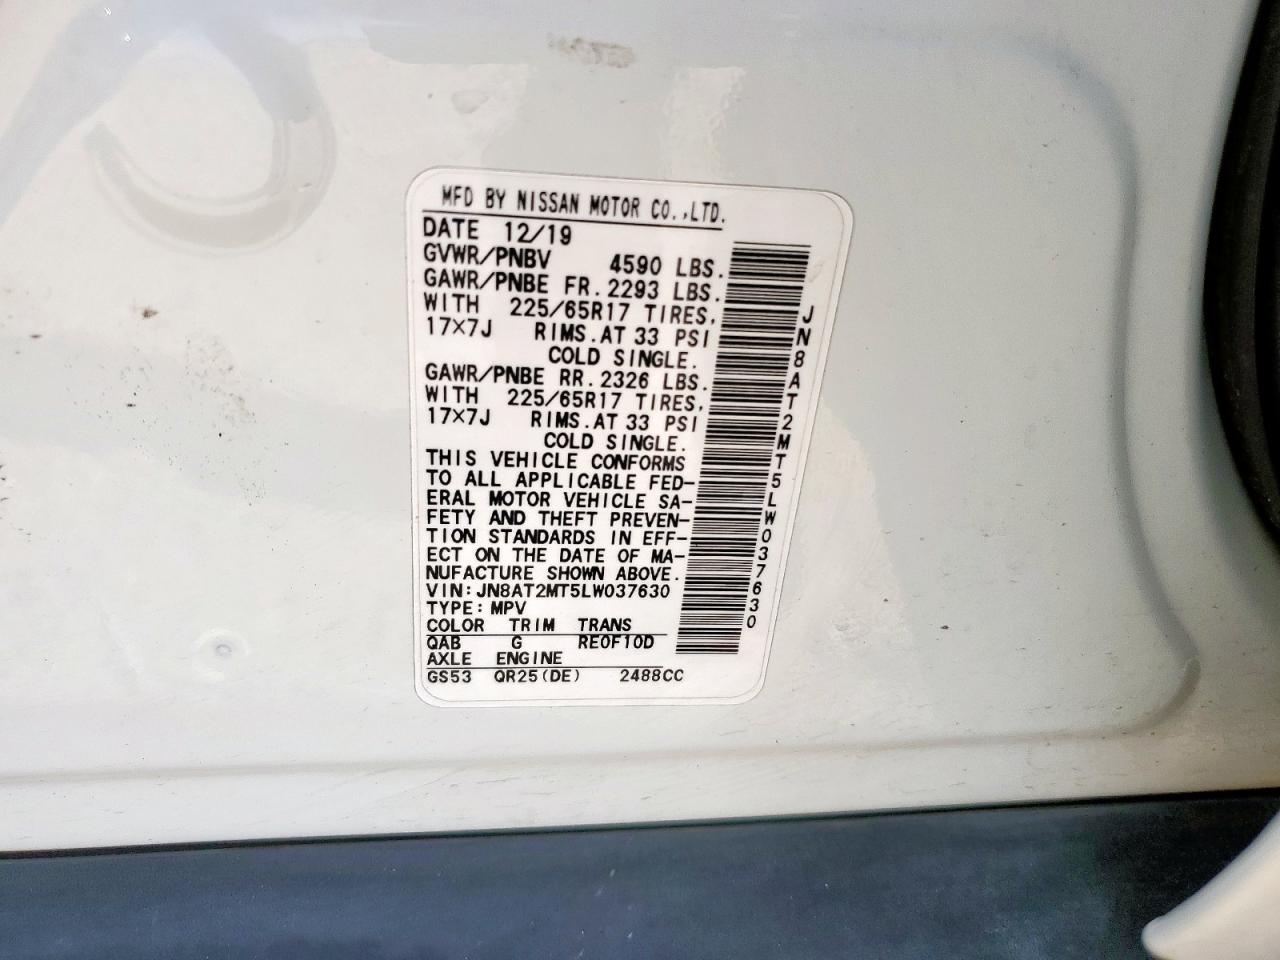 MFD BY NISSAN MOTOR CO.,LTD.
DATE 12/19
GVWR/PNBV 4590 LBS.
GAWR/PNBE FR. 2293 LBS.
WITH 225/65R17 TIRES,
17×7J RIMS. AT 33 PSI
COLD SINGLE.
GAWR/PNBE RR. 2326 LBS.
WITH 225/65R17 TIRES,
17×7J RIMS. AT 33 PSI
COLD SINGLE.
THIS VEHICLE CONFORMS
TO ALL APPLICABLE FED-
ERAL MOTOR VEHICLE SA-
FETY AND THEFT PREVEN-
TION STANDARDS IN EFF-
ECT ON THE DATE OF MA-
NUFACTURE SHOWN ABOVE.
VIN: JN8AT2MT5LW037630
TYPE: MPV
COLOR TRIM TRANS
QAB G RE0F10D
AXLE ENGINE
GS53 QR25(DE) 2488CC
JN8AT2MT5LW037630